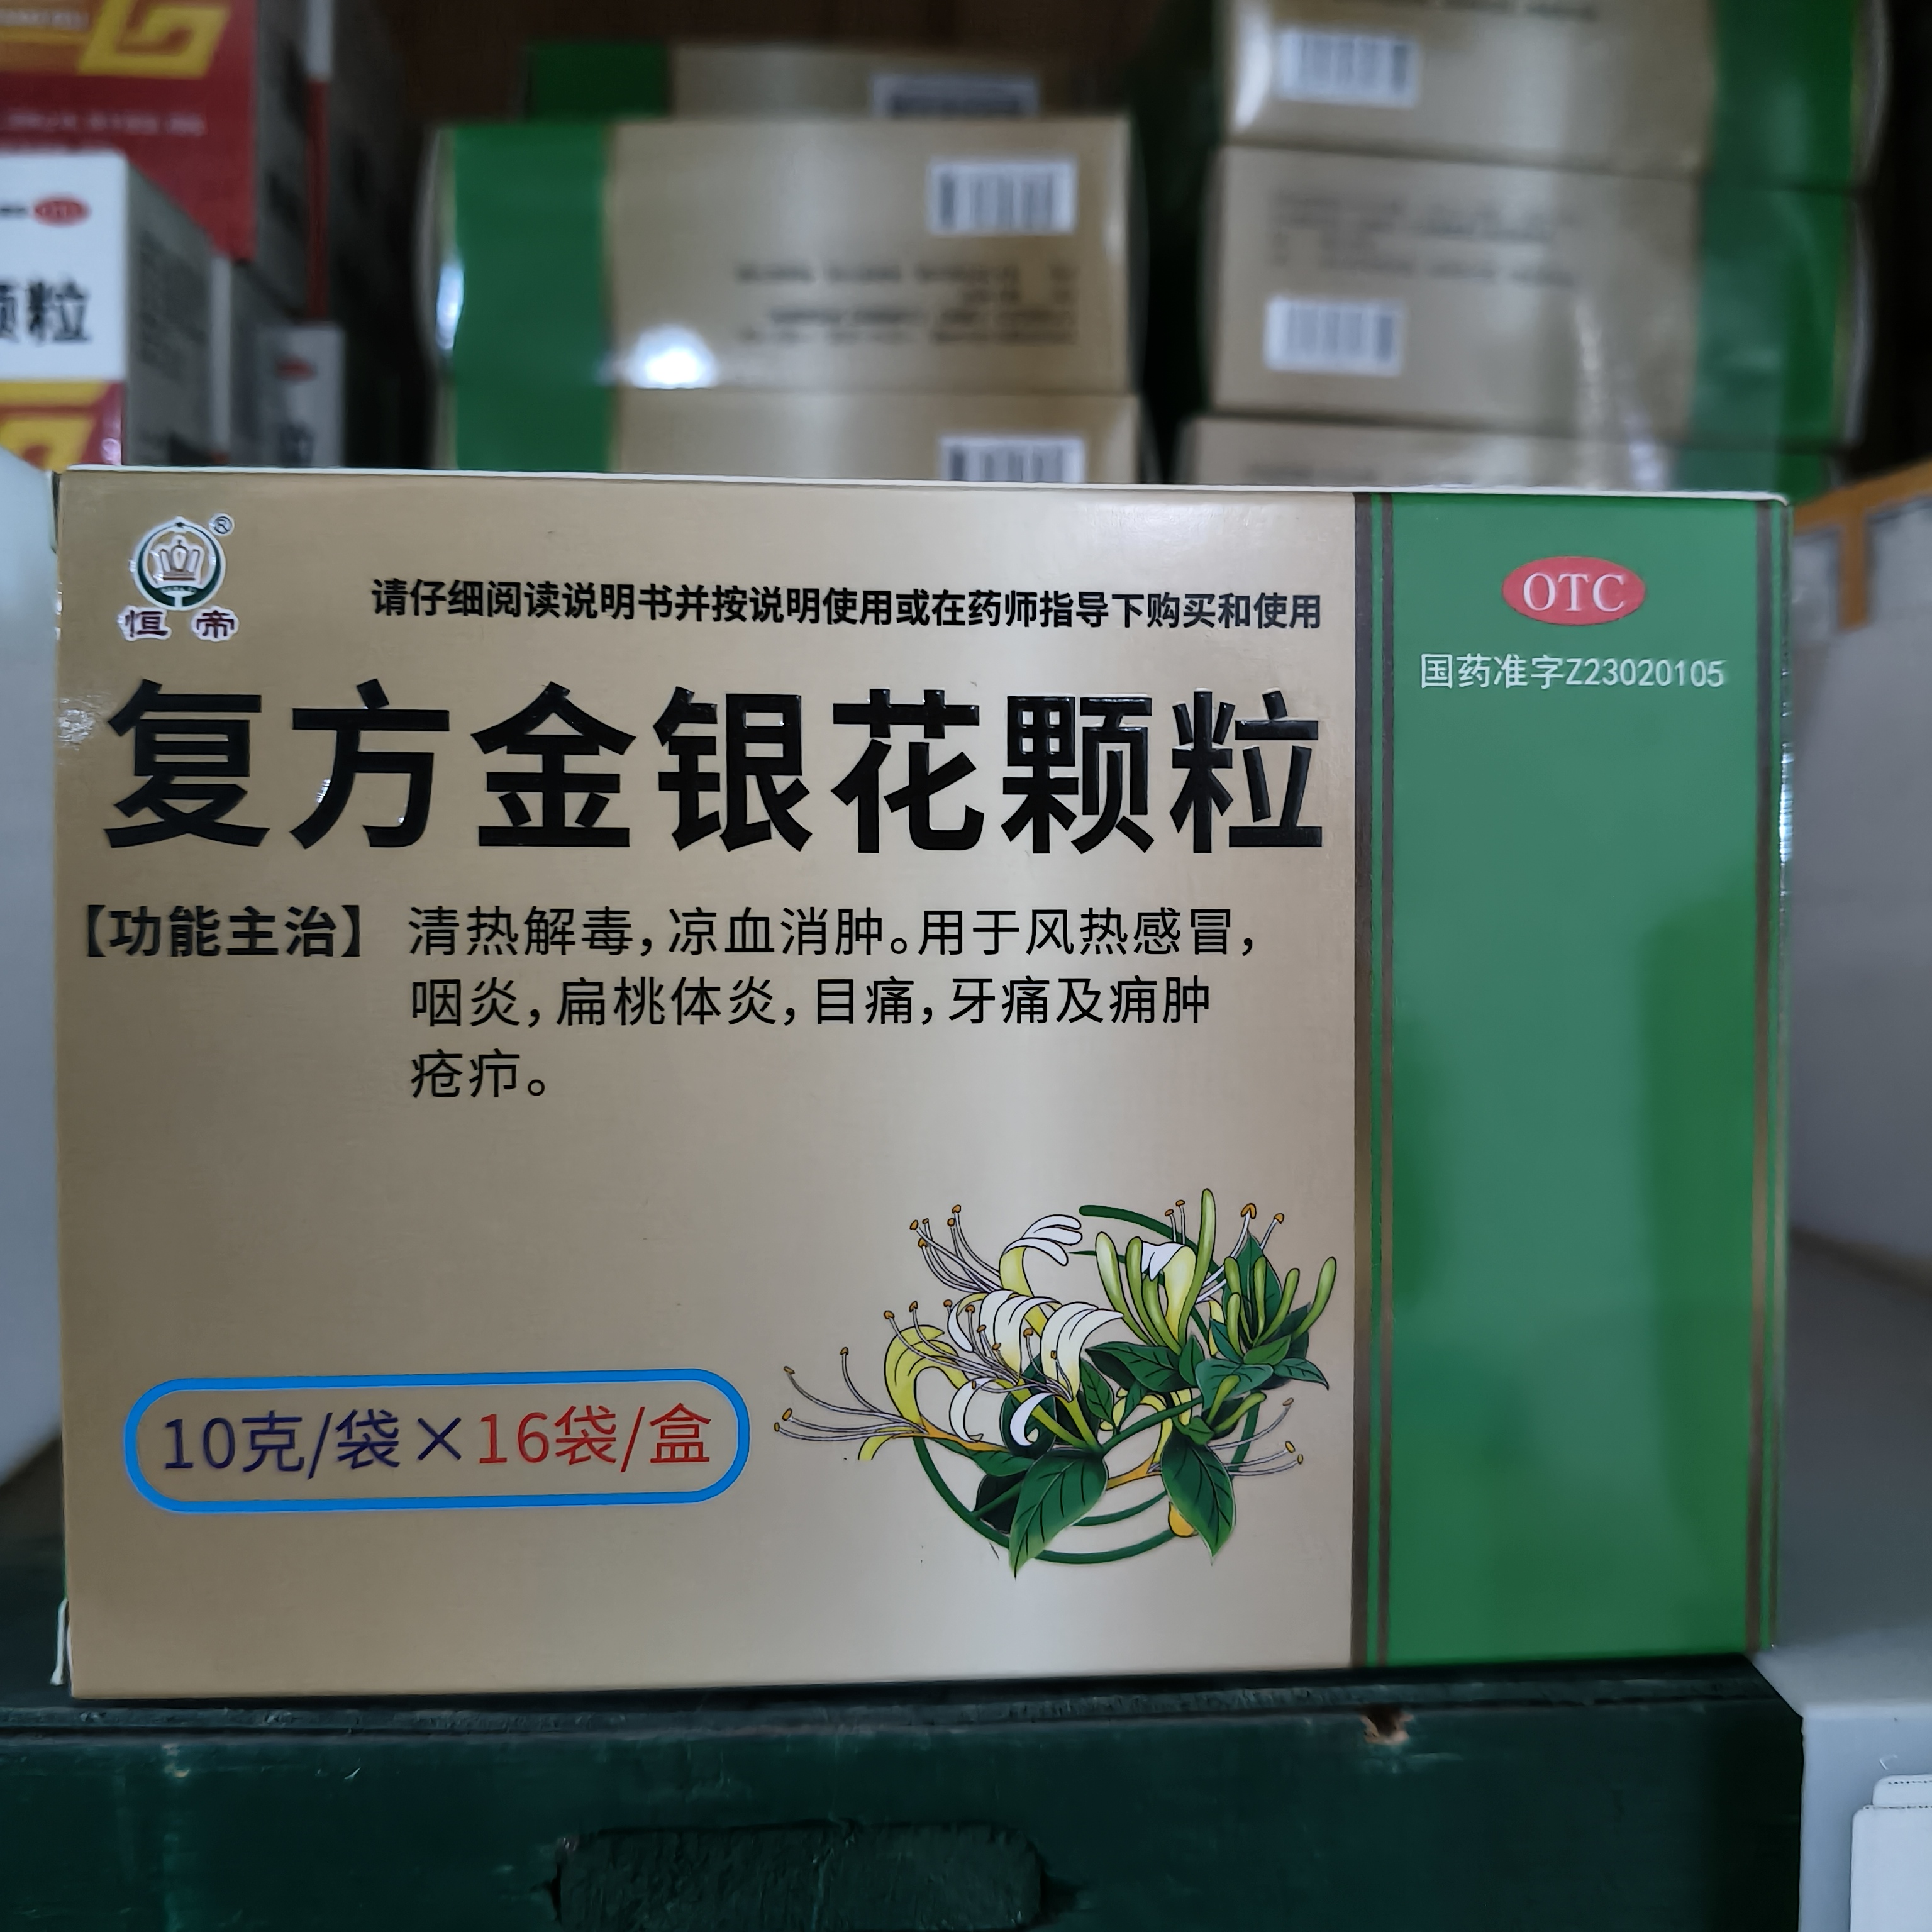 颗粒
恒帝
®
请仔细阅读说明书并按说明使用或在药师指导下购买和使用
OTC
国药准字Z23020105
复方金银花颗粒
【功能主治】 清热解毒，凉血消肿。用于风热感冒，
咽炎，扁桃体炎，目痛，牙痛及痈肿
疮疖。
10克/袋×16袋/盒